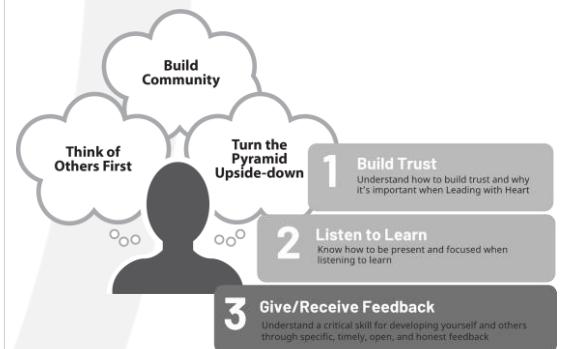 Build
Community
Think of
Others First
Turn the
Pyramid
Upside-down
1 Build Trust
Understand how to build trust and why
it's important when Leading with Heart
2 Listen to Learn
Know how to be present and focused when
listening to learn
3 Give/Receive Feedback
Understand a critical skill for developing yourself and others
through specific, timely, open, and honest feedback